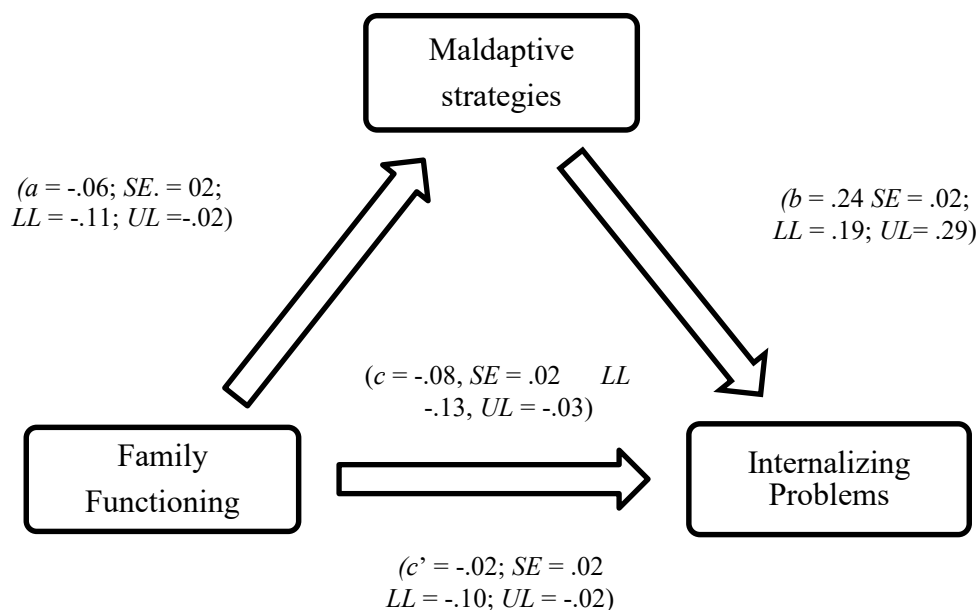 Maldaptive
strategies
(a = -.06; SE. = 02;
LL = -.11; UL =-.02)
(b = .24 SE = .02;
LL = .19; UL= .29)
(c = -.08, SE = .02 LL
-.13, UL = -.03)
Family
Functioning
Internalizing
Problems
(c’ = -.02; SE = .02
LL = -.10; UL = -.02)